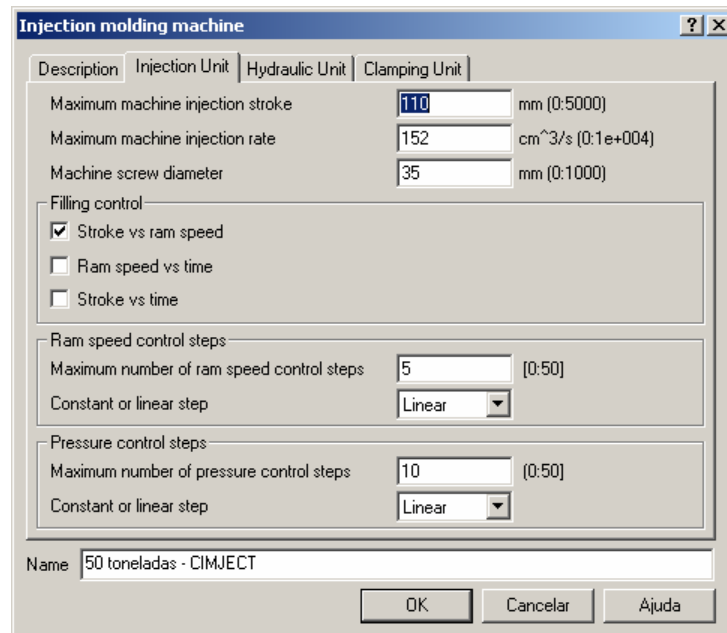 Injection molding machine
Description Injection Unit Hydraulic Unit Clamping Unit
Maximum machine injection stroke 110 mm (0:5000)
Maximum machine injection rate 152 cm^3/s (0:1e+004)
Machine screw diameter 35 mm (0:1000)
Filling control
Stroke vs ram speed
Ram speed vs time
Stroke vs time
Ram speed control steps
Maximum number of ram speed control steps 5 [0:50]
Constant or linear step Linear
Pressure control steps
Maximum number of pressure control steps 10 (0:50]
Constant or linear step Linear
Name 50 toneladas - CIMJECT
OK Cancelar Ajuda